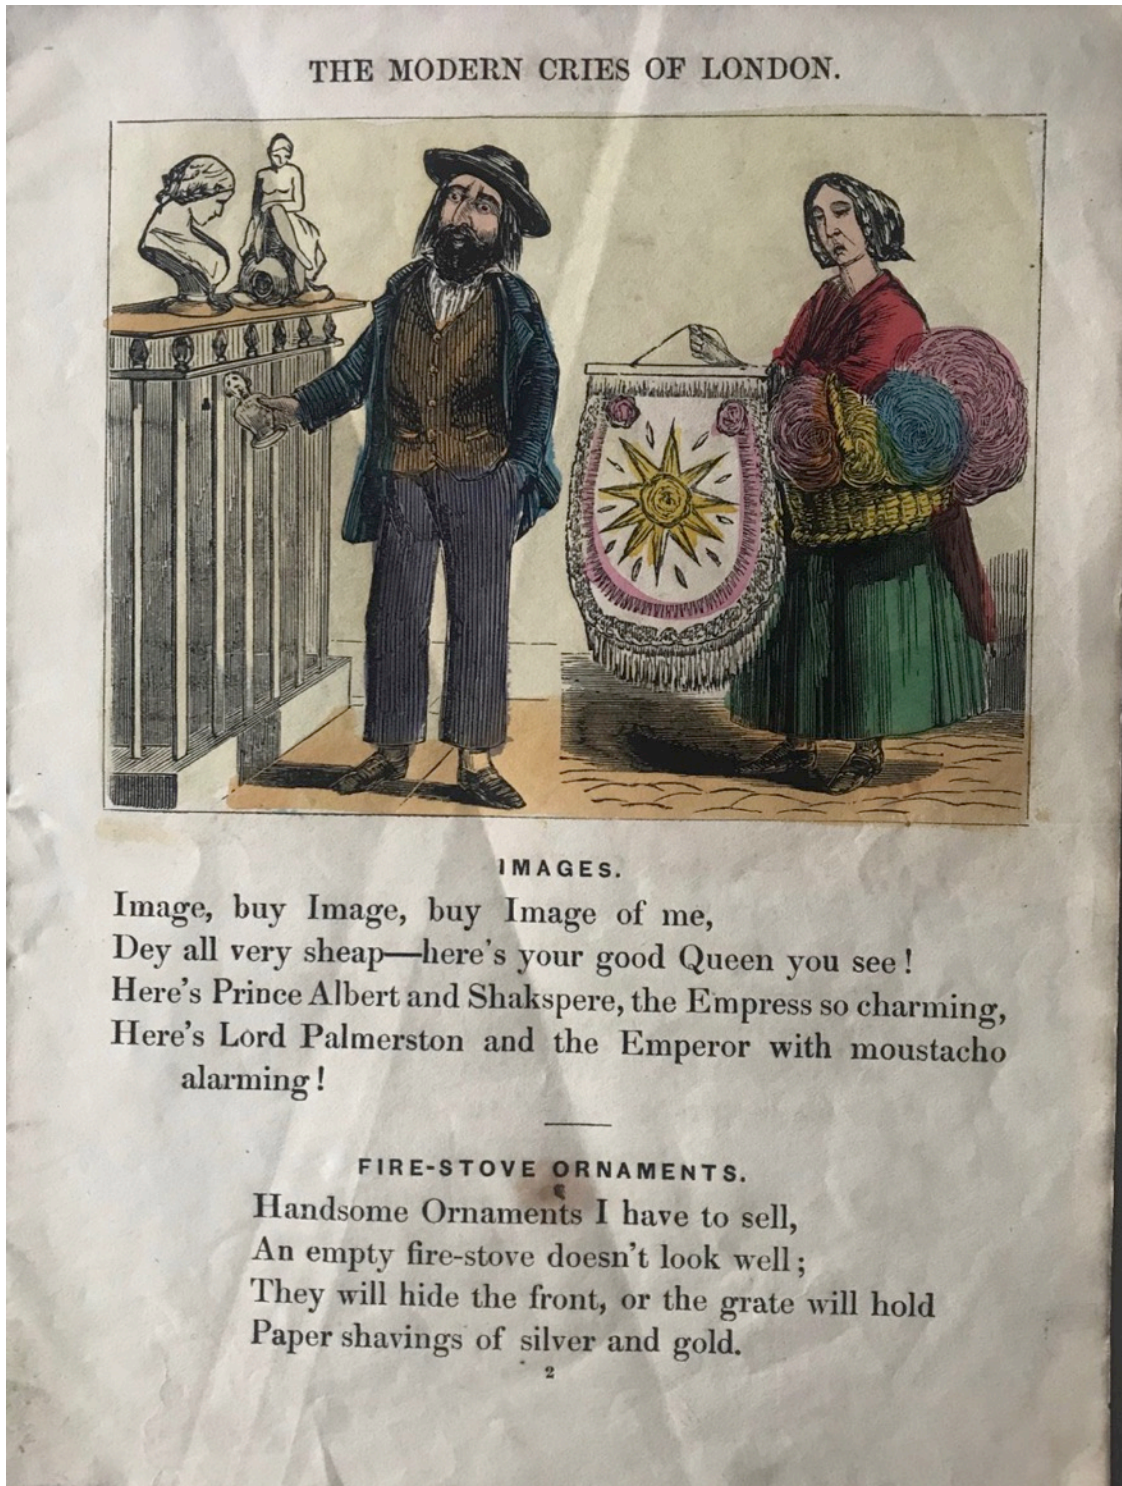 THE MODERN CRIES OF LONDON.
IMAGES.
Image, buy Image, buy Image of me,
Dey all very sheap—here's your good Queen you see!
Here's Prince Albert and Shakspere, the Empress so charming,
Here's Lord Palmerston and the Emperor with moustacho
alarming!
FIRE-STOVE ORNAMENTS.
Handsome Ornaments I have to sell,
An empty fire-stove doesn't look well;
They will hide the front, or the grate will hold
Paper shavings of silver and gold.
2